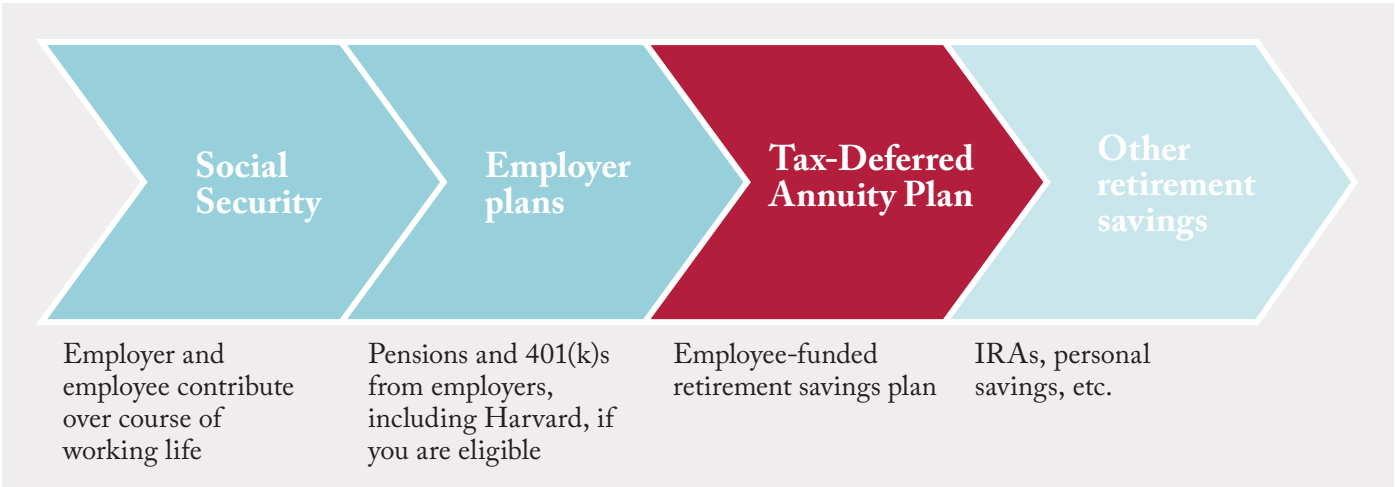 Social
Security
Employer
plans
Tax-Deferred
Annuity Plan
Other
retirement
savings
Employer and
employee contribute
over course of
working life
Pensions and 401(k)s
from employers,
including Harvard, if
you are eligible
Employee-funded
retirement savings plan
IRAs, personal
savings, etc.